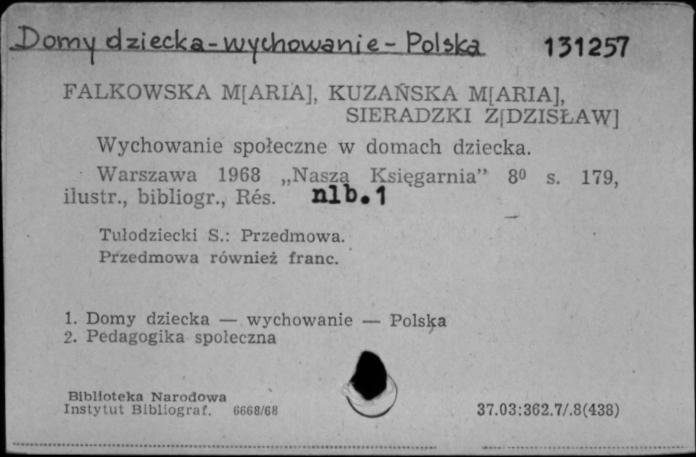 Domy dziecka - wychowanie - Polska 131257
FALKOWSKA M[ARIA], KUZAŃSKA M[ARIA],
SIERADZKI Z[DZISŁAW]
Wychowanie społeczne w domach dziecka.
Warszawa 1968 „Nasza Księgarnia” 8⁰ s. 179,
ilustr., bibliogr., Rés. nlb.1
Tułodziecki S.: Przedmowa.
Przedmowa również franc.
1. Domy dziecka — wychowanie — Polska
2. Pedagogika społeczna
Biblioteka Narodowa
Instytut Bibliograf. 6668/68 37.03:362.7/.8(438)